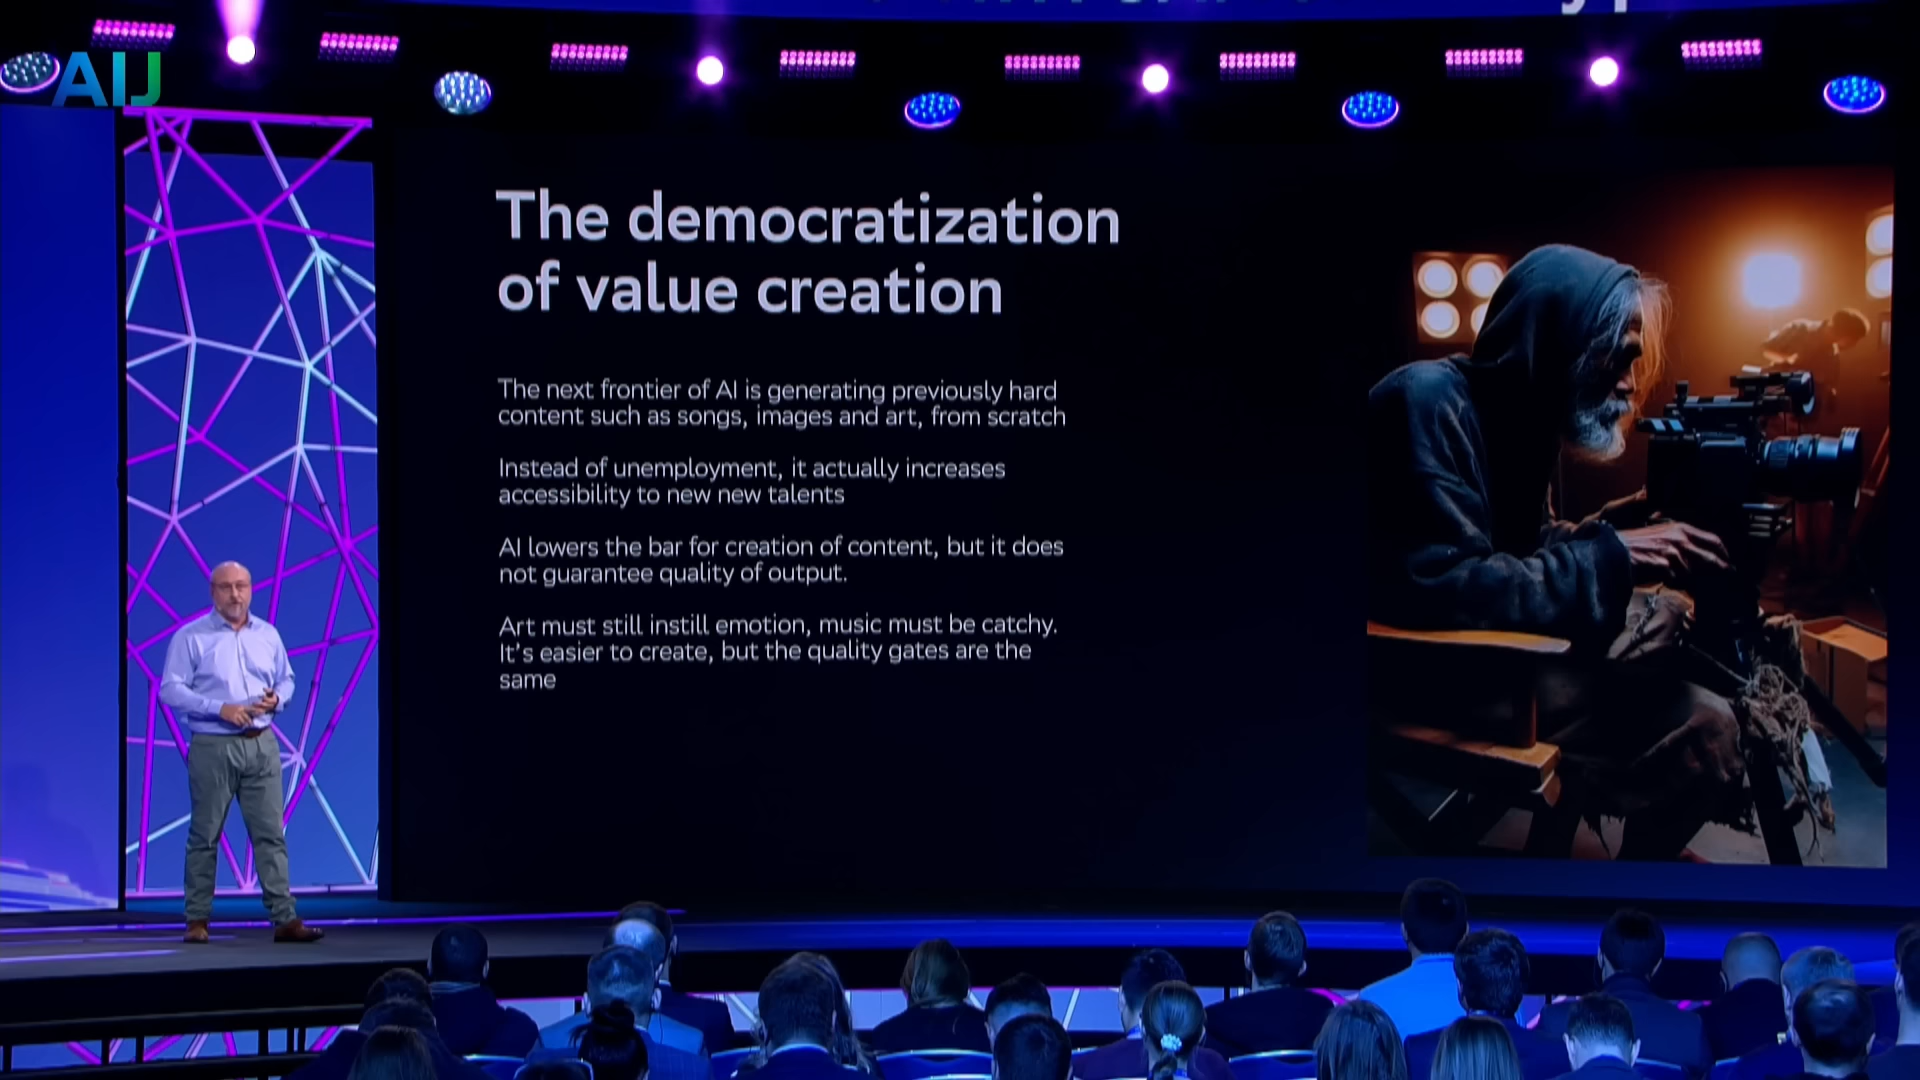 AIJ
The democratization
of value creation
The next frontier of AI is generating previously hard
content such as songs, images and art, from scratch
Instead of unemployment, it actually increases
accessibility to new new talents
AI lowers the bar for creation of content, but it does
not guarantee quality of output.
Art must still instill emotion, music must be catchy.
It's easier to create, but the quality gates are the
same